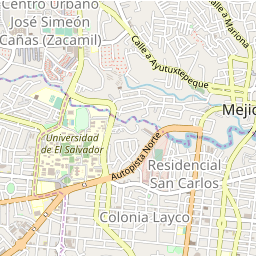 Centro Urbano
José Simeón
Cañas (Zacamil)
Calle a Ayutuxtepeque
Calle a Mariona
Mejic
Universidad
de El Salvador
Autopista Norte
Residencial
San Carlos
Colonia Layco